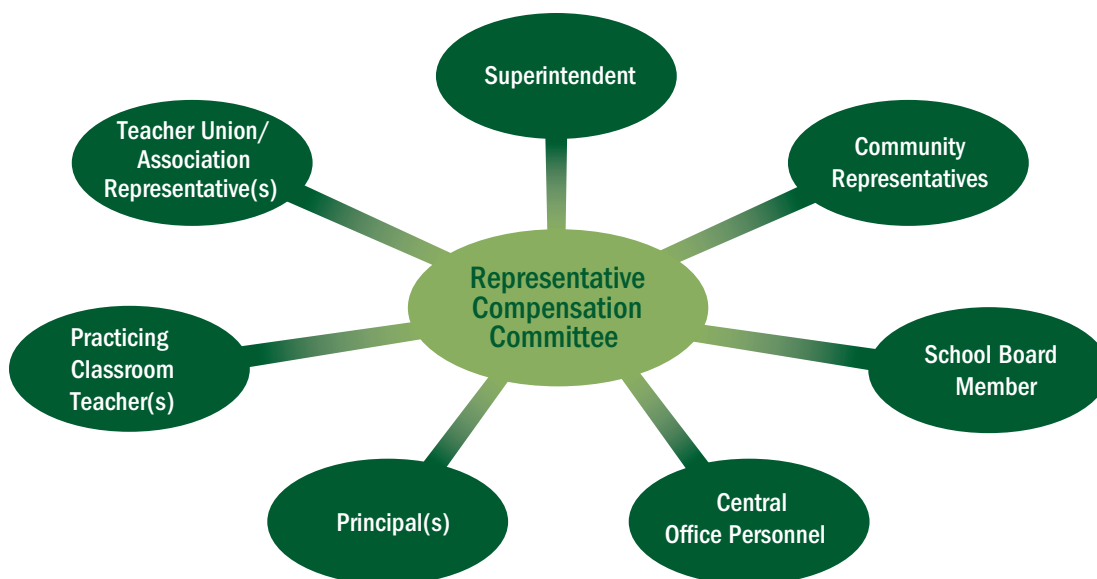 Superintendent
Teacher Union/
Association
Representative(s)
Community
Representatives
Representative
Compensation
Committee
Practicing
Classroom
Teacher(s)
School Board
Member
Principal(s)
Central
Office Personnel